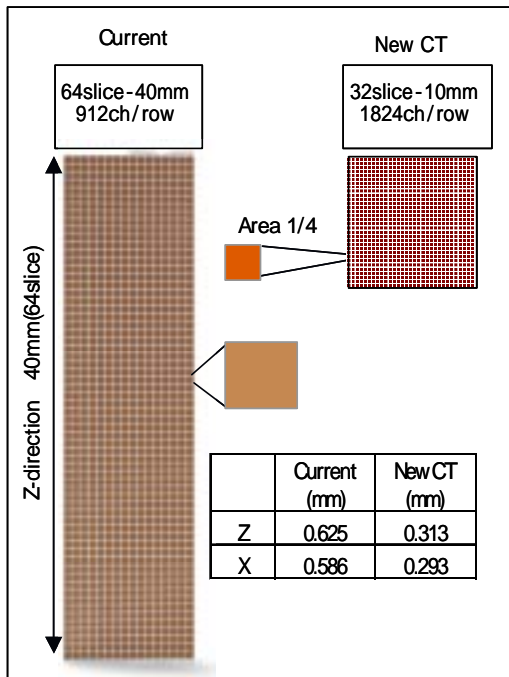 Current
New CT
64slice-40mm
912ch/row
32slice-10mm
1824ch/row
Area 1/4
Z-direction 40mm(64slice)
Current
(mm)
New CT
(mm)
Z 0.625 0.313
X 0.586 0.293